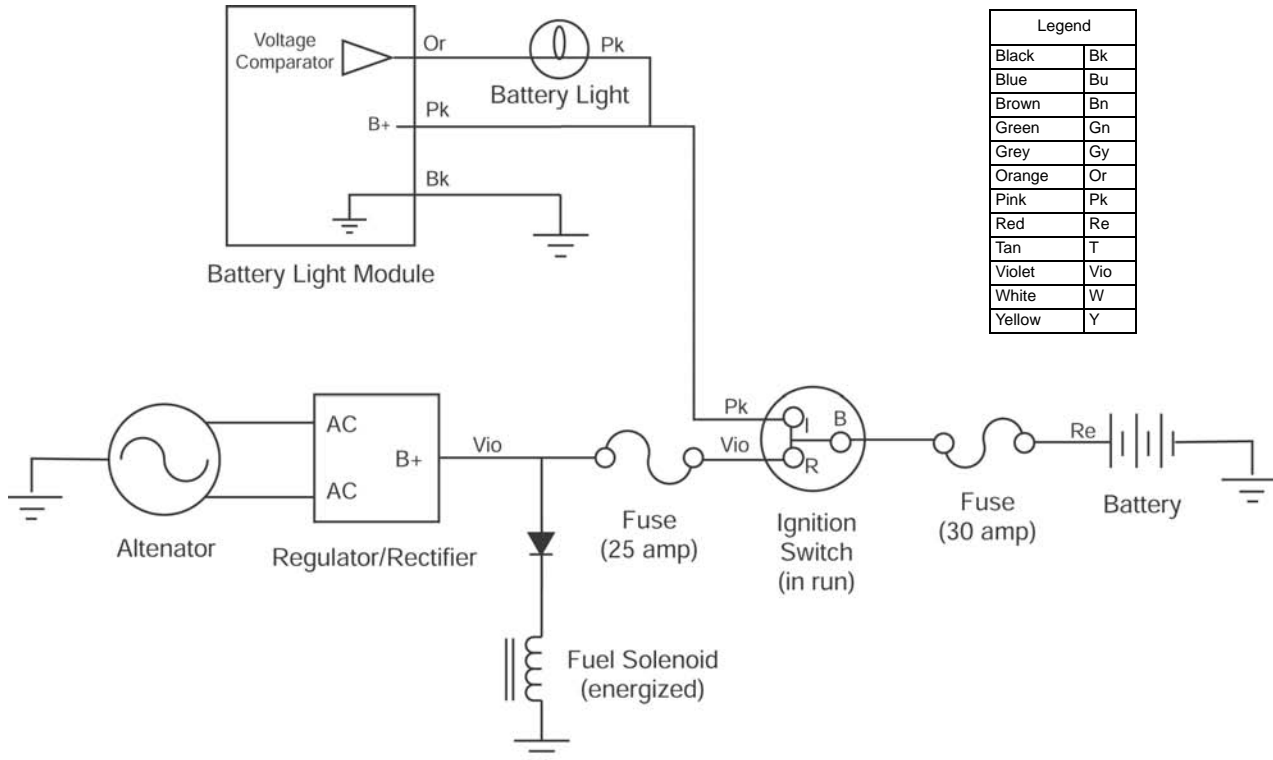 Voltage
Comparator
Or
Pk
Battery Light
B+
Pk
Bk
Battery Light Module
Legend
Black Bk
Blue Bu
Brown Bn
Green Gn
Grey Gy
Orange Or
Pink Pk
Red Re
Tan T
Violet Vio
White W
Yellow Y
AC
AC
B+
Vio
Altenator
Regulator/Rectifier
Fuse
(25 amp)
Pk
Vio
I
B
R
Ignition
Switch
(in run)
Fuse
(30 amp)
Re
Battery
Fuel Solenoid
(energized)